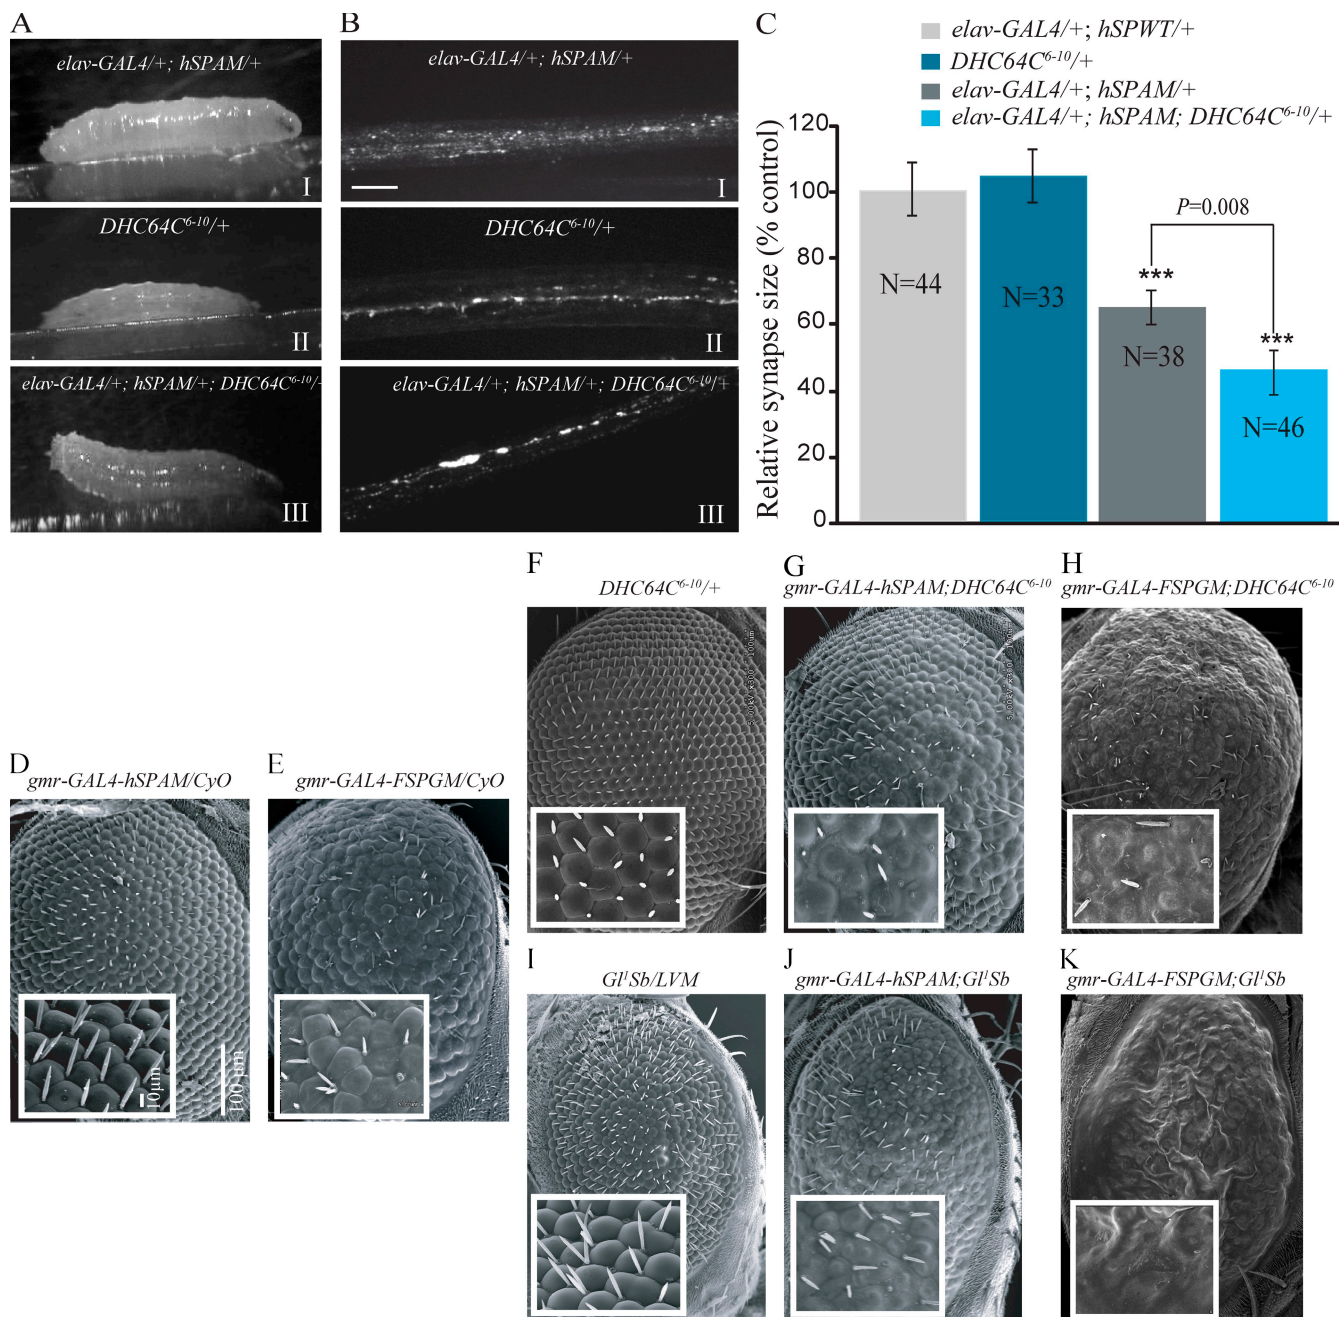 A
elav-GAL4/+; hSPAM/+
I
DHC64C6-10/+
II
elav-GAL4/+; hSPAM/+; DHC64C6-10/+
III
B
elav-GAL4/+; hSPAM/+
I
DHC64C6-10/+
II
elav-GAL4/+; hSPAM/+; DHC64C6-10/+
III
C
elav-GAL4/+; hSPWT/+
DHC64C6-10/+
elav-GAL4/+; hSPAM/+
elav-GAL4/+; hSPAM; DHC64C6-10/+
Relative synapse size (% control)
120
100
80
60
40
20
0
N=44
N=33
N=38
N=46
***
***
P=0.008
D
gmr-GAL4-hSPAM/CyO
10µm
100 µm
E
gmr-GAL4-FSPGM/CyO
F
DHC64C6-10/+
G
gmr-GAL4-hSPAM;DHC64C6-10
H
gmr-GAL4-FSPGM;DHC64C6-10
I
Gl1Sb/LVM
J
gmr-GAL4-hSPAM;Gl1Sb
K
gmr-GAL4-FSPGM;Gl1Sb